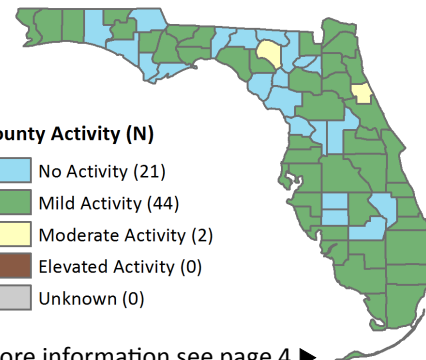 ounty Activity (N)
No Activity (21)
Mild Activity (44)
Moderate Activity (2)
Elevated Activity (0)
Unknown (0)
ore information see page 4 ►